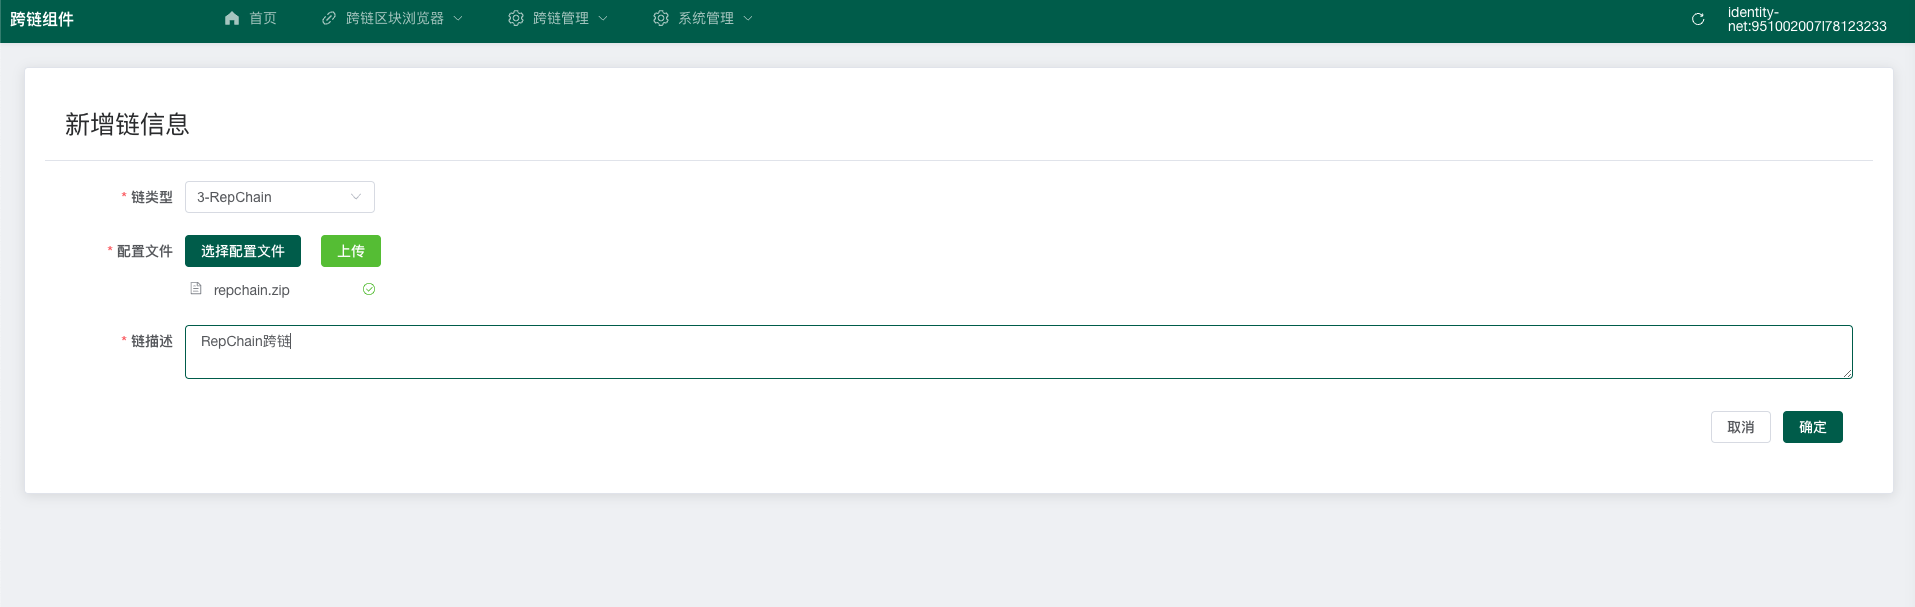 跨链组件
首页
跨链区块浏览器
跨链管理
系统管理
identity-
net:951002007l78123233
新增链信息
* 链类型
3-RepChain
* 配置文件
选择配置文件
上传
repchain.zip
* 链描述
RepChain跨链
取消
确定